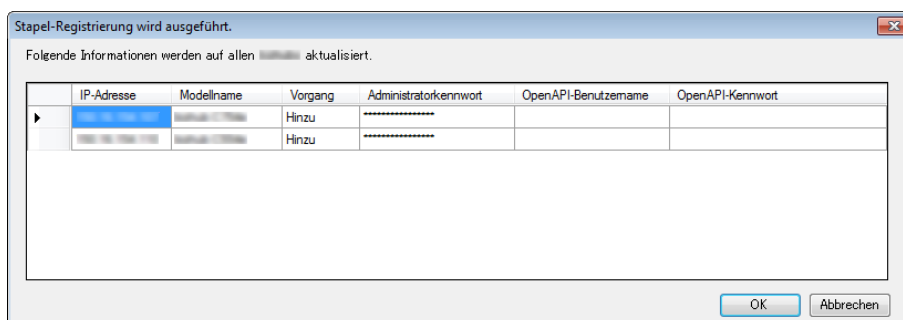 Stapel-Registrierung wird ausgeführt.
Folgende Informationen werden auf allen aktualisiert.
IP-Adresse Modellname Vorgang Administratorkennwort OpenAPI-Benutzername OpenAPI-Kennwort
Hinzu ****************
Hinzu ****************
OK Abbrechen